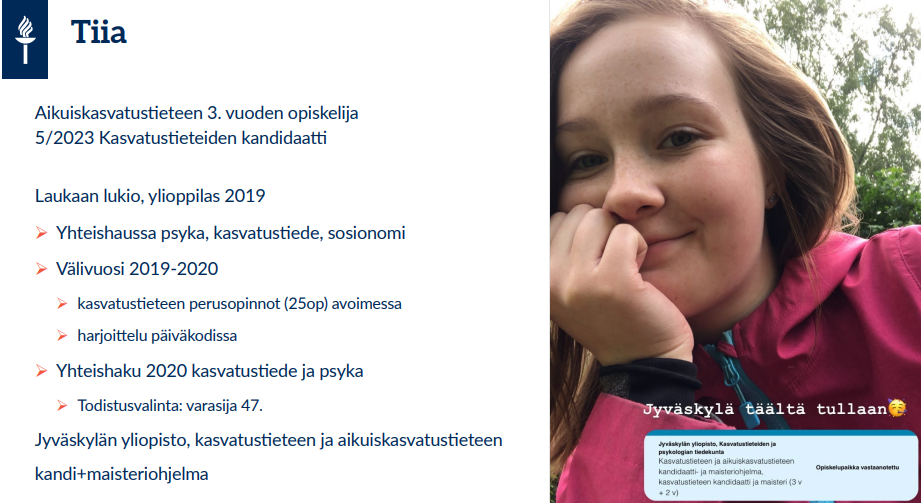 Tiia
Aikuiskasvatustieteen 3. vuoden opiskelija
5/2023 Kasvatustieteiden kandidaatti
Laukaan lukio, ylioppilas 2019
Yhteishaussa psyka, kasvatustiede, sosionomi
Välivuosi 2019-2020
kasvatustieteen perusopinnot (25op) avoimessa
harjoittelu päiväkodissa
Yhteishaku 2020 kasvatustiede ja psyka
Todistusvalinta: varasija 47.
Jyväskylän yliopisto, kasvatustieteen ja aikuiskasvatustieteen
kandi+maisteriohjelma
Jyväskylä täältä tullaan🥳
Jyväskylän yliopisto, Kasvatustieteiden ja
psykologian tiedekunta
Kasvatustieteen ja aikuiskasvatustieteen
kandidaatti- ja maisteriohjelma,
kasvatustieteen kandidaatti ja maisteri (3 v
+ 2 v)
Opiskelupaikka vastaanotettu